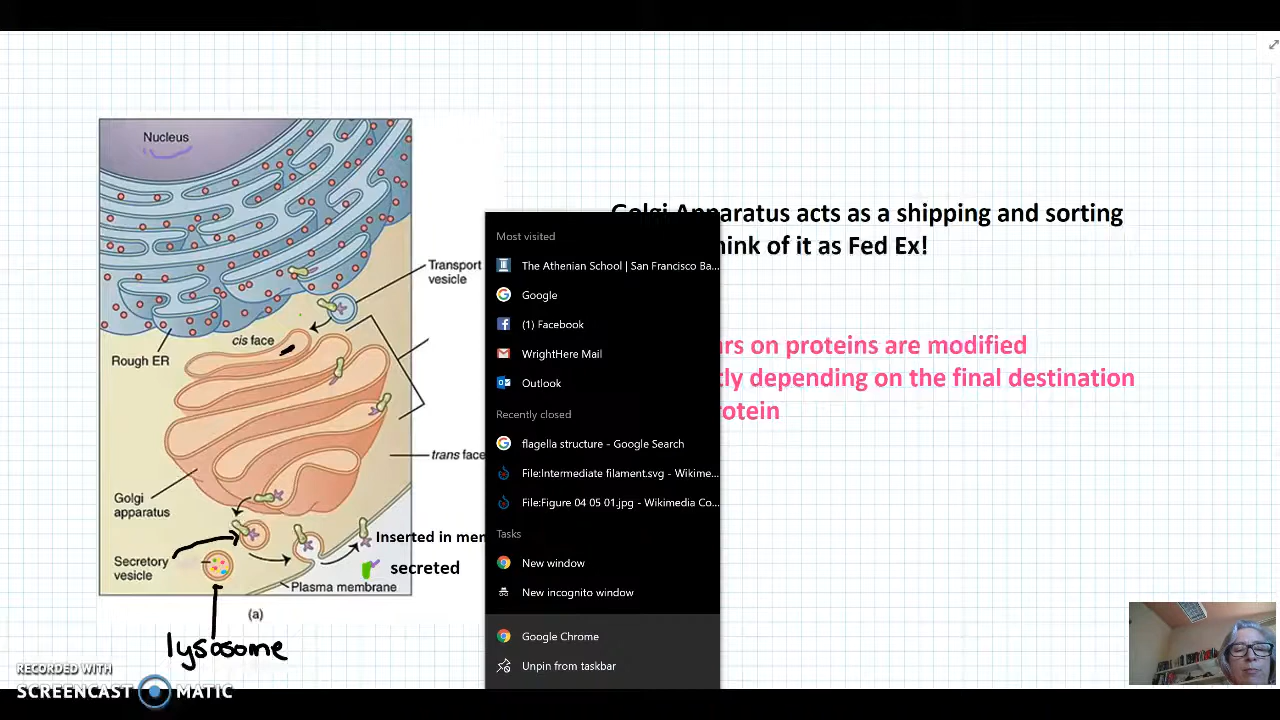 Nucleus
Transport
vesicle
cis face
Rough ER
trans face
Golgi
apparatus
Secretory
vesicle
Inserted in mem
secreted
Plasma membrane
(a)
lysosome
Golgi Apparatus acts as a shipping and sorting
hink of it as Fed Ex!
ars on proteins are modified
tly depending on the final destination
rotein
Most visited
The Athenian School | San Francisco Ba...
Google
(1) Facebook
WrightHere Mail
Outlook
Recently closed
flagella structure - Google Search
File:Intermediate filament.svg - Wikime...
File:Figure 04 05 01.jpg - Wikimedia Co...
Tasks
New window
New incognito window
Google Chrome
Unpin from taskbar
RECORDED WITH
SCREENCAST MATIC